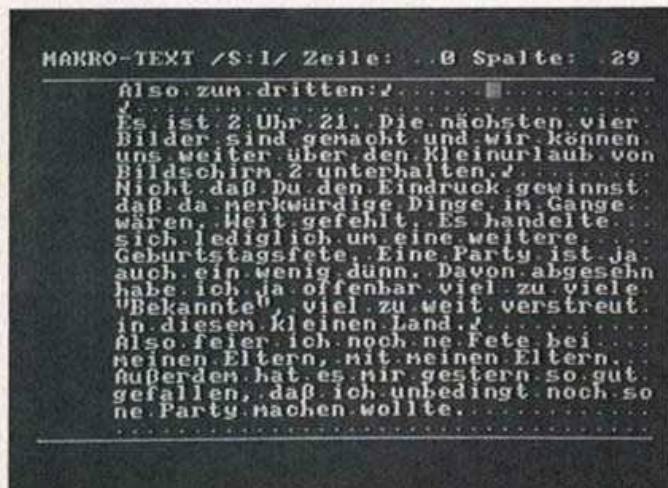 MAKRO-TEXT /S:1/ Zeile: ..0 Spalte: .29
Also zum dritten:
Es ist 2 Uhr 21. Die nächsten vier
Bilder sind gemacht und wir können
uns weiter über den Kleinurlaub von
Bildschirm 2 unterhalten.
Nicht daß Du den Eindruck gewinnst
daß da merkwürdige Dinge im Gange
wären. Weit gefehlt. Es handelte
sich lediglich um eine weitere
Geburtstagsfete. Eine Party ist ja
auch ein wenig dünn. Davon abgesehn
habe ich ja offenbar viel zu viele
"Bekannte", viel zu weit verstreut
in diesem kleinen Land.
Also feier ich noch ne Fete bei
meinen Eltern, mit meinen Eltern.
Außerdem hat es mir gestern so gut
gefallen, daß ich unbedingt noch so
ne Party machen wollte.